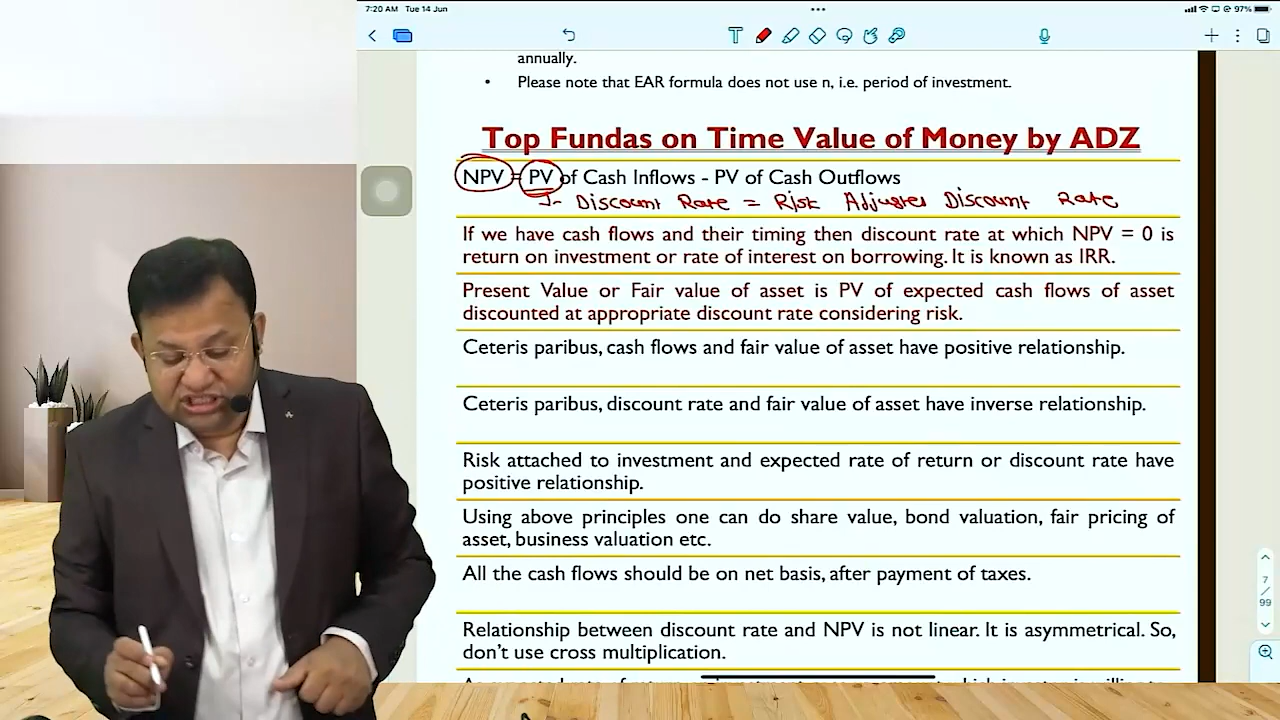 7:20 AM Tue 14 Jun
97%
annually.
• Please note that EAR formula does not use n, i.e. period of investment.
Top Fundas on Time Value of Money by ADZ
NPV = PV of Cash Inflows - PV of Cash Outflows
Discount Rate = Risk Adjusted Discount Rate
If we have cash flows and their timing then discount rate at which NPV = 0 is
return on investment or rate of interest on borrowing. It is known as IRR.
Present Value or Fair value of asset is PV of expected cash flows of asset
discounted at appropriate discount rate considering risk.
Ceteris paribus, cash flows and fair value of asset have positive relationship.
Ceteris paribus, discount rate and fair value of asset have inverse relationship.
Risk attached to investment and expected rate of return or discount rate have
positive relationship.
Using above principles one can do share value, bond valuation, fair pricing of
asset, business valuation etc.
All the cash flows should be on net basis, after payment of taxes.
Relationship between discount rate and NPV is not linear. It is asymmetrical. So,
don't use cross multiplication.
7
/
99